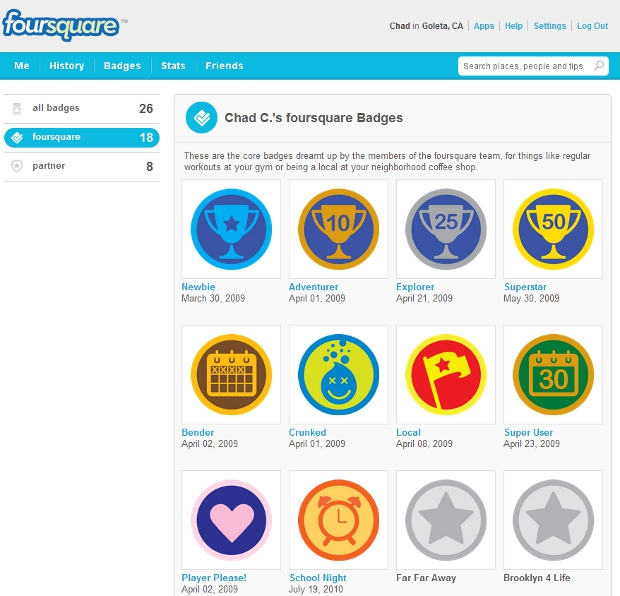 foursquare™
Chad in Goleta, CA | Apps | Help | Settings | Log Out
Me History Badges Stats Friends
Search places, people and tips
all badges 26
foursquare 18
partner 8
Chad C.'s foursquare Badges
These are the core badges dreamt up by the members of the foursquare team, for things like regular
workouts at your gym or being a local at your neighborhood coffee shop.
10 25 50
Newbie Adventurer Explorer Superstar
March 30, 2009 April 01, 2009 April 21, 2009 May 30, 2009
XXXX
30
Bender Crunked Local Super User
April 02, 2009 April 01, 2009 April 08, 2009 April 23, 2009
Player Please! School Night Far Far Away Brooklyn 4 Life
April 02, 2009 July 19, 2010